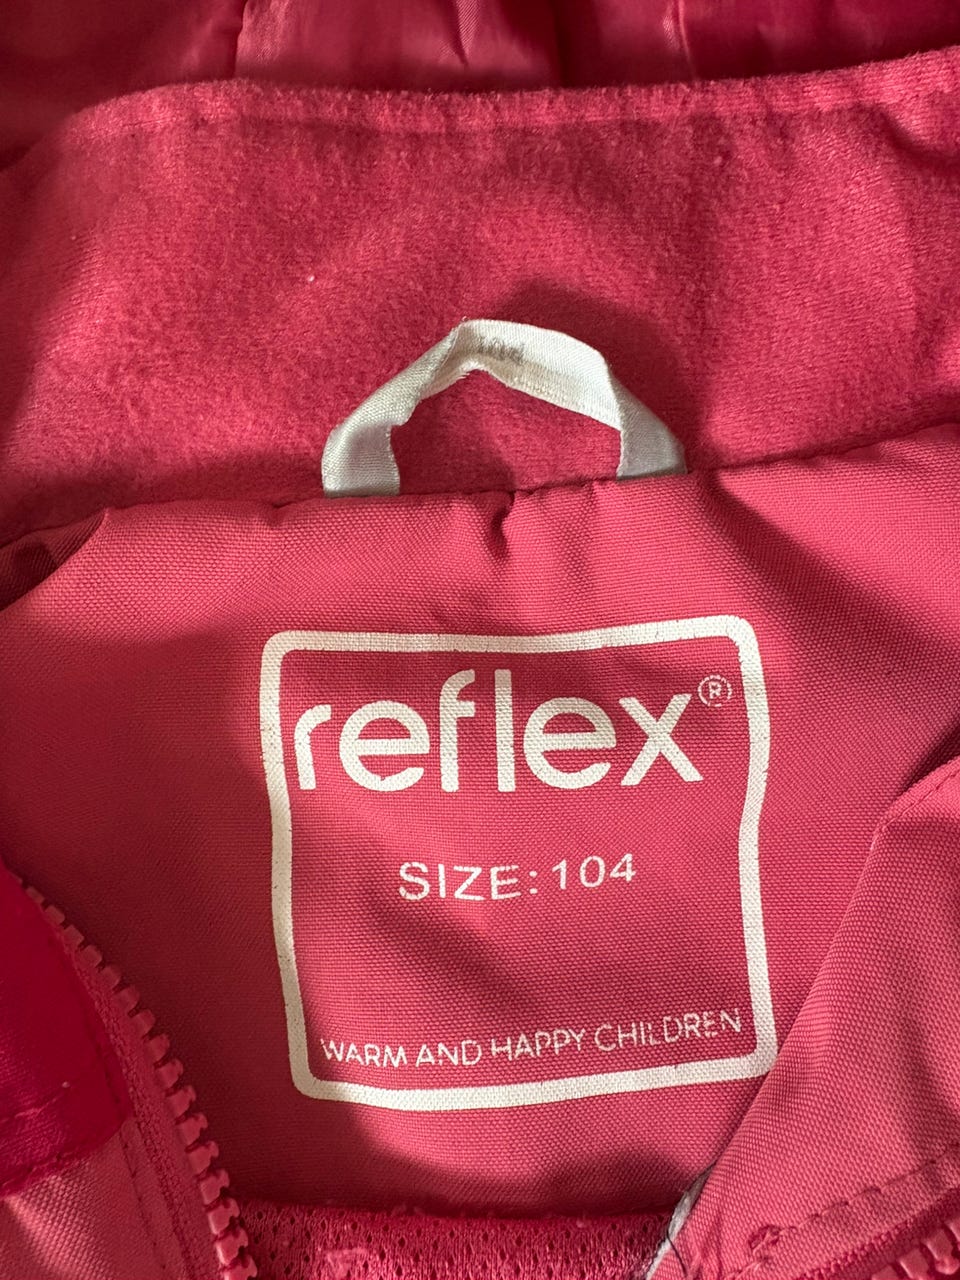 reflex®
SIZE: 104
WARM AND HAPPY CHILDREN